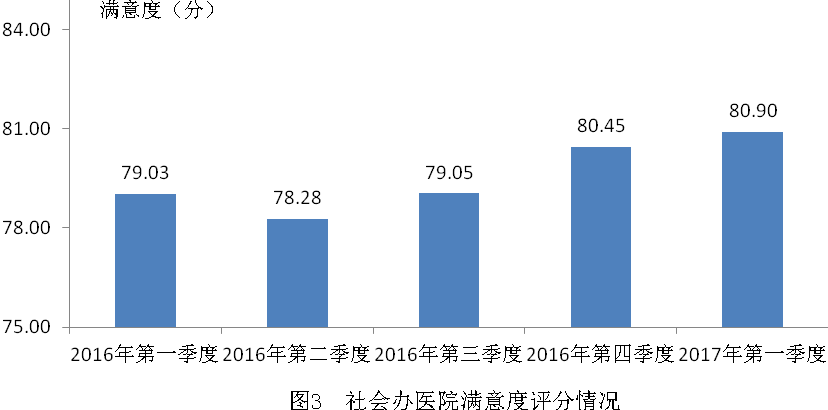 满意度（分）
84.00
81.00
78.00
75.00
79.03
78.28
79.05
80.45
80.90
2016年第一季度
2016年第二季度
2016年第三季度
2016年第四季度
2017年第一季度
图3 社会办医院满意度评分情况